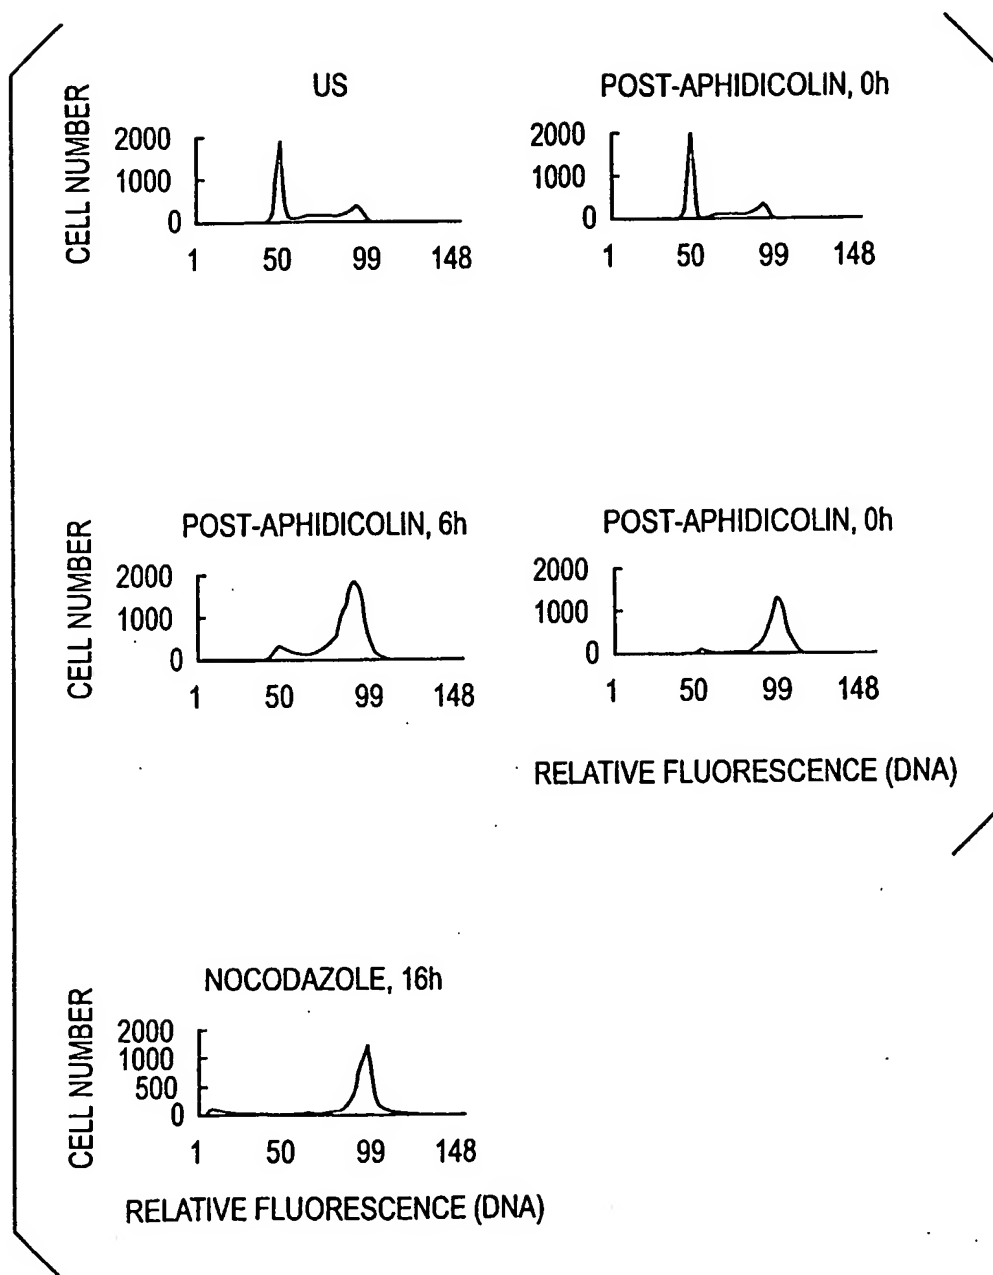 US
CELL NUMBER
2000
1000
0
1 50 99 148
POST-APHIDICOLIN, 0h
2000
1000
0
1 50 99 148
POST-APHIDICOLIN, 6h
CELL NUMBER
2000
1000
0
1 50 99 148
POST-APHIDICOLIN, 0h
2000
1000
0
1 50 99 148
RELATIVE FLUORESCENCE (DNA)
NOCODAZOLE, 16h
CELL NUMBER
2000
1000
500
0
1 50 99 148
RELATIVE FLUORESCENCE (DNA)